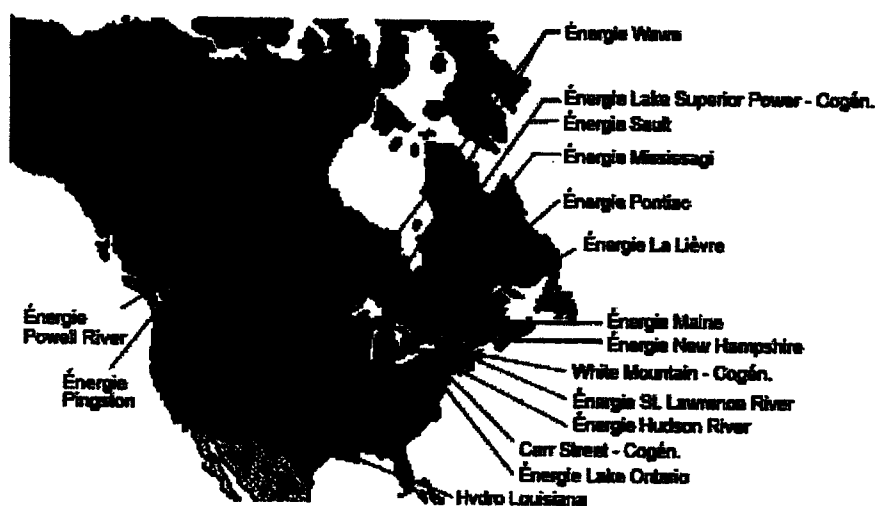 Énergie Wawa
Énergie Lake Superior Power - Cogén.
Énergie Sault
Énergie Mississagi
Énergie Pontiac
Énergie La Lièvre
Énergie
Powell River
Énergie
Pingston
Énergie Maine
Énergie New Hampshire
White Mountain - Cogén.
Énergie St. Lawrence River
Énergie Hudson River
Carr Street - Cogén.
Énergie Lake Ontario
Hydro Louisiana